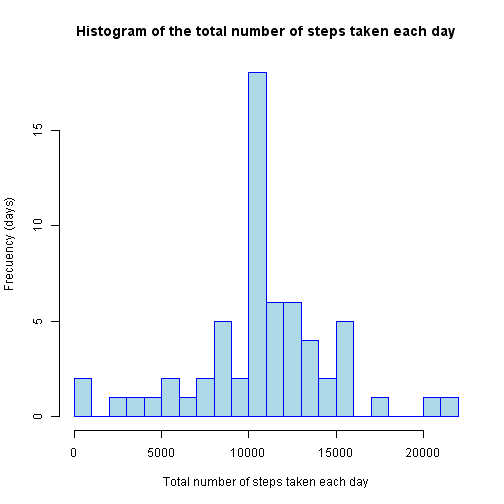 Histogram of the total number of steps taken each day
Frecuency (days)
15
10
5
0
0 5000 10000 15000 20000
Total number of steps taken each day